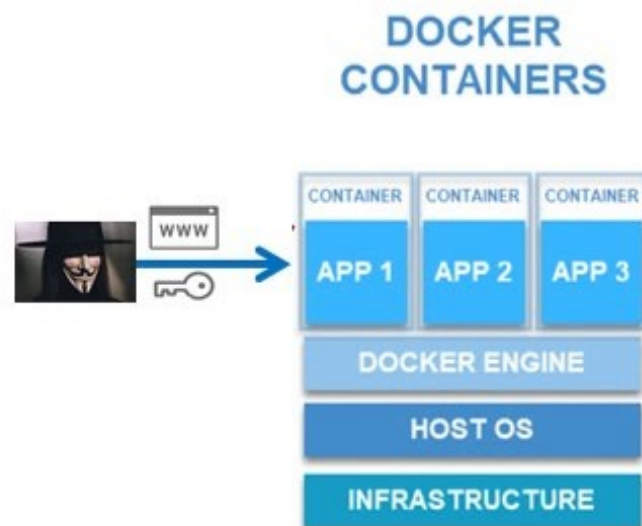 DOCKER
CONTAINERS
CONTAINER CONTAINER CONTAINER
WWW
APP 1 APP 2 APP 3
DOCKER ENGINE
HOST OS
INFRASTRUCTURE